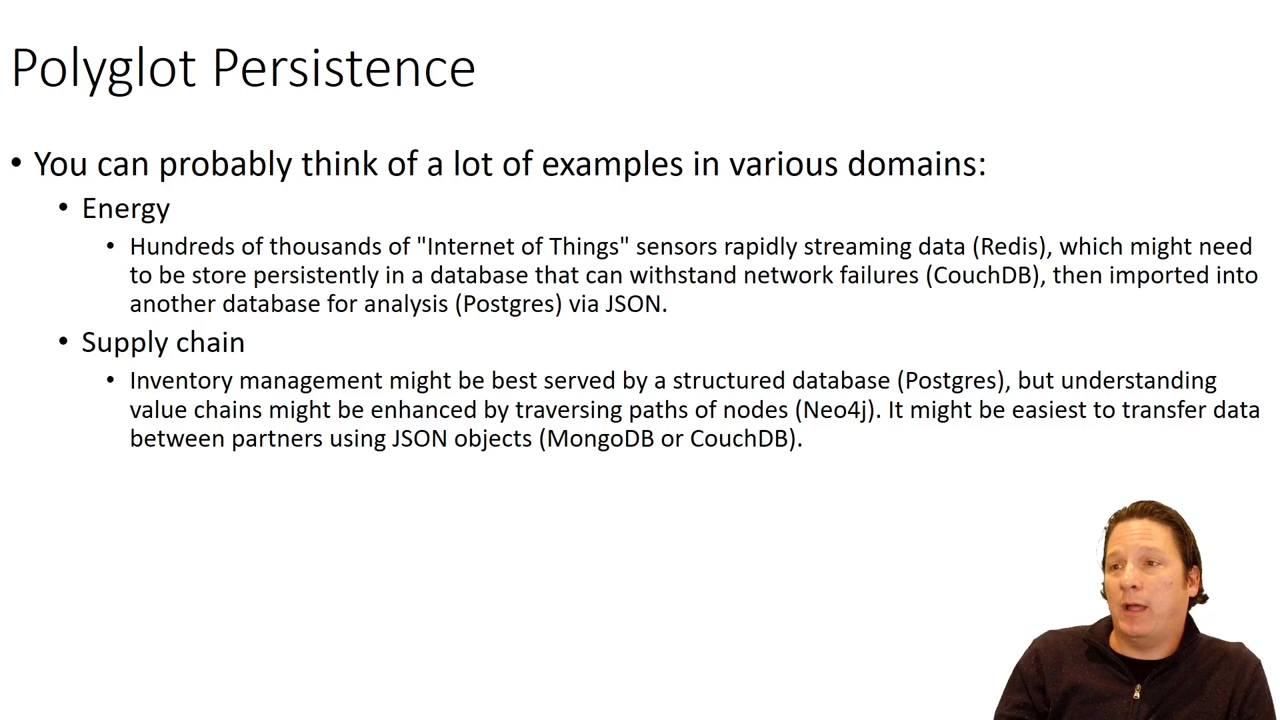 Polyglot Persistence
• You can probably think of a lot of examples in various domains:
• Energy
• Hundreds of thousands of "Internet of Things" sensors rapidly streaming data (Redis), which might need
to be store persistently in a database that can withstand network failures (CouchDB), then imported into
another database for analysis (Postgres) via JSON.
• Supply chain
• Inventory management might be best served by a structured database (Postgres), but understanding
value chains might be enhanced by traversing paths of nodes (Neo4j). It might be easiest to transfer data
between partners using JSON objects (MongoDB or CouchDB).